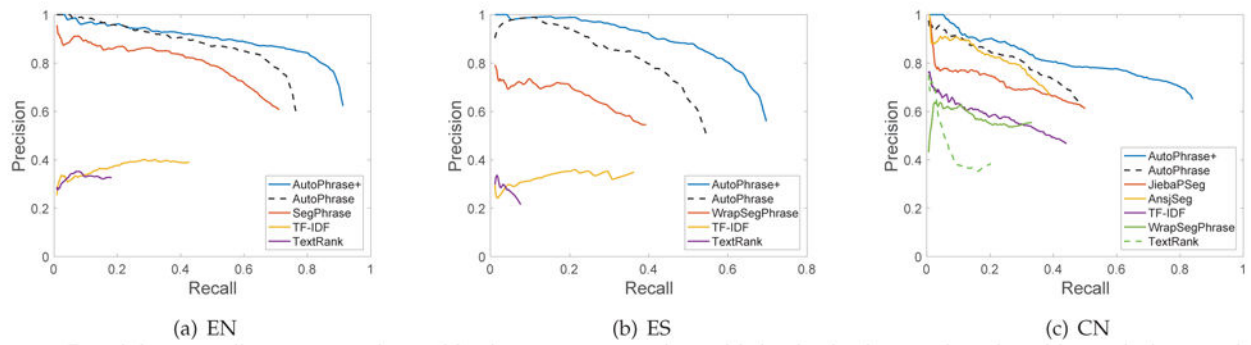 1
0.8
0.6
0.4
0.2
0
Precision
0 0.2 0.4 0.6 0.8 1
Recall
AutoPhrase+
AutoPhrase
SegPhrase
TF-IDF
TextRank
(a) EN
1
0.8
0.6
0.4
0.2
0
Precision
0 0.2 0.4 0.6 0.8 1
Recall
AutoPhrase+
AutoPhrase
WrapSegPhrase
TF-IDF
TextRank
(b) ES
1
0.8
0.6
0.4
0.2
0
Precision
0 0.2 0.4 0.6 0.8 1
Recall
AutoPhrase+
AutoPhrase
JiebaPSeg
AnsjSeg
TF-IDF
WrapSegPhrase
TextRank
(c) CN